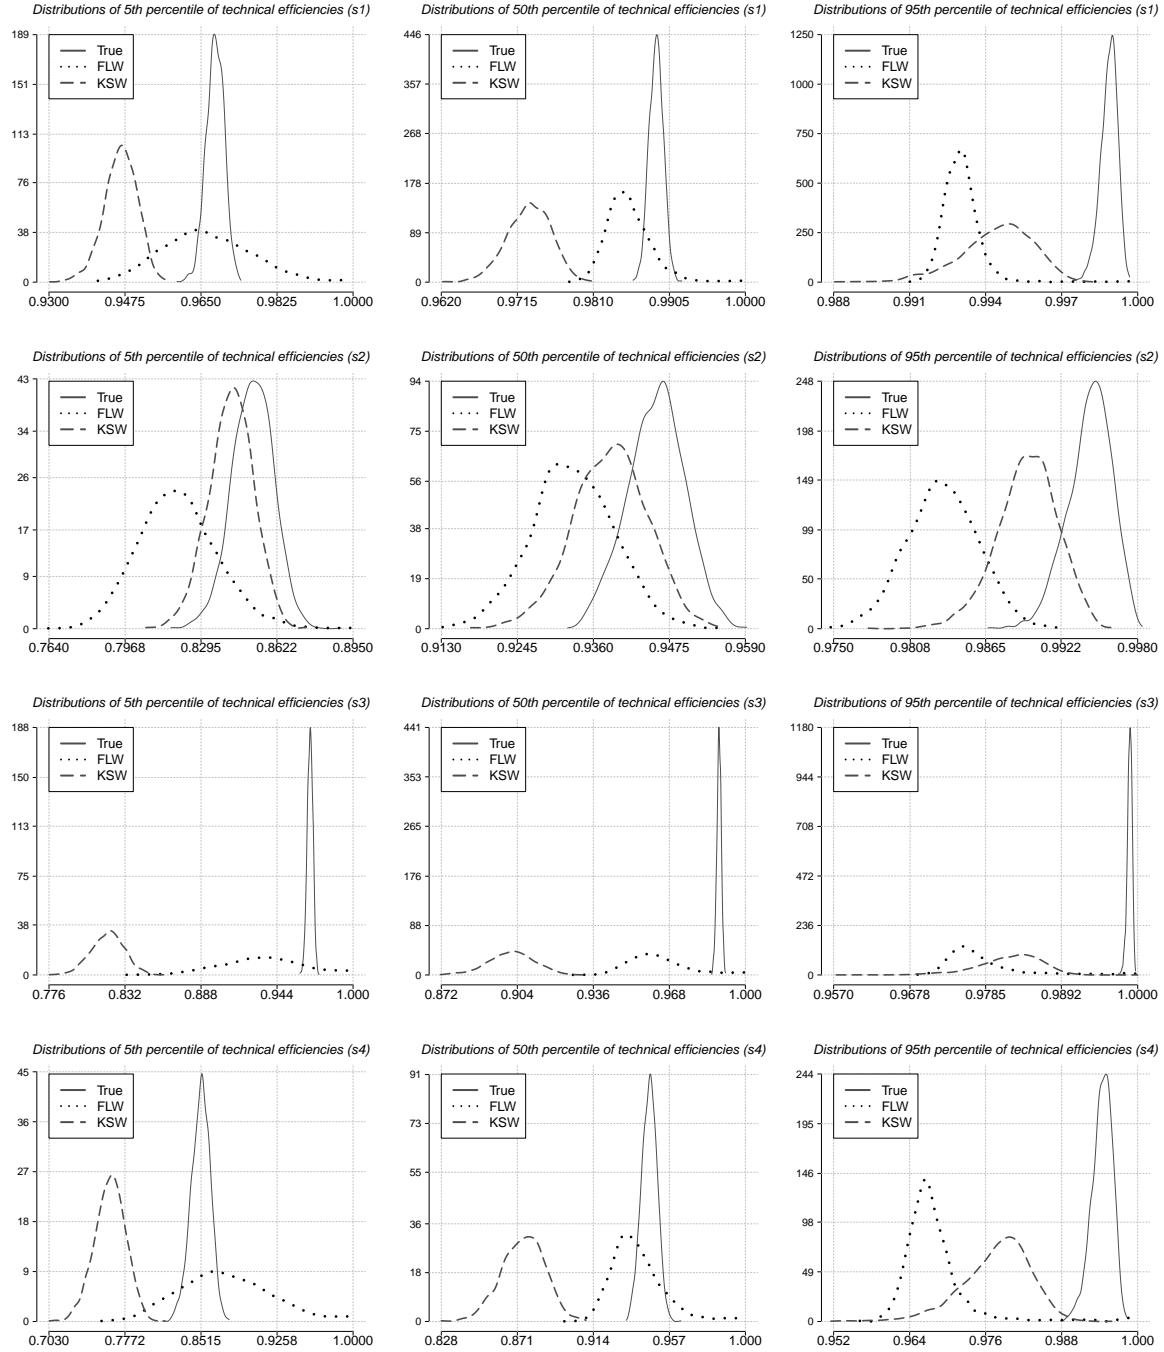 Distributions of 5th percentile of technical efficiencies (s1)
189
151
113
76
38
0
True
FLW
KSW
0.9300 0.9475 0.9650 0.9825 1.0000
Distributions of 50th percentile of technical efficiencies (s1)
446
357
268
178
89
0
True
FLW
KSW
0.9620 0.9715 0.9810 0.9905 1.0000
Distributions of 95th percentile of technical efficiencies (s1)
1250
1000
750
500
250
0
True
FLW
KSW
0.988 0.991 0.994 0.997 1.000
Distributions of 5th percentile of technical efficiencies (s2)
43
34
26
17
9
0
True
FLW
KSW
0.7640 0.7968 0.8295 0.8622 0.8950
Distributions of 50th percentile of technical efficiencies (s2)
94
75
56
38
19
0
True
FLW
KSW
0.9130 0.9245 0.9360 0.9475 0.9590
Distributions of 95th percentile of technical efficiencies (s2)
248
198
149
99
50
0
True
FLW
KSW
0.9750 0.9808 0.9865 0.9922 0.9980
Distributions of 5th percentile of technical efficiencies (s3)
188
150
113
75
38
0
True
FLW
KSW
0.776 0.832 0.888 0.944 1.000
Distributions of 50th percentile of technical efficiencies (s3)
441
353
265
176
88
0
True
FLW
KSW
0.872 0.904 0.936 0.968 1.000
Distributions of 95th percentile of technical efficiencies (s3)
1180
944
708
472
236
0
True
FLW
KSW
0.9570 0.9678 0.9785 0.9892 1.0000
Distributions of 5th percentile of technical efficiencies (s4)
45
36
27
18
9
0
True
FLW
KSW
0.7030 0.7772 0.8515 0.9258 1.0000
Distributions of 50th percentile of technical efficiencies (s4)
91
73
55
36
18
0
True
FLW
KSW
0.828 0.871 0.914 0.957 1.000
Distributions of 95th percentile of technical efficiencies (s4)
244
195
146
98
49
0
True
FLW
KSW
0.952 0.964 0.976 0.988 1.000